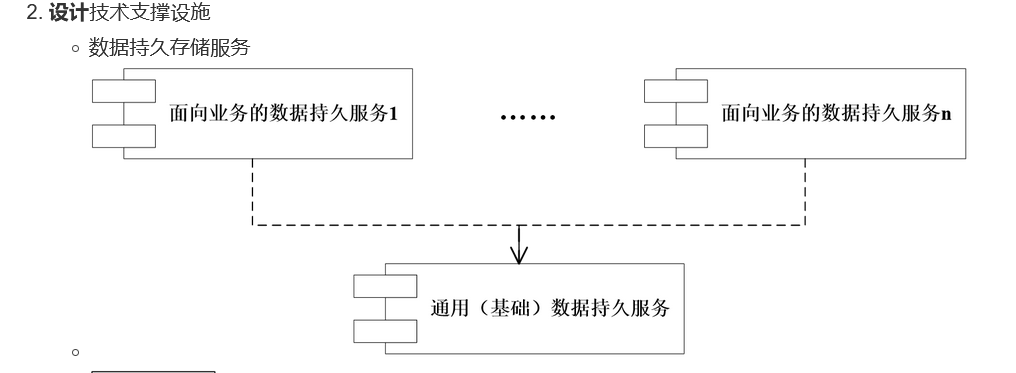 2. 设计技术支撑设施
数据持久存储服务
面向业务的数据持久服务1
……
面向业务的数据持久服务n
通用（基础）数据持久服务